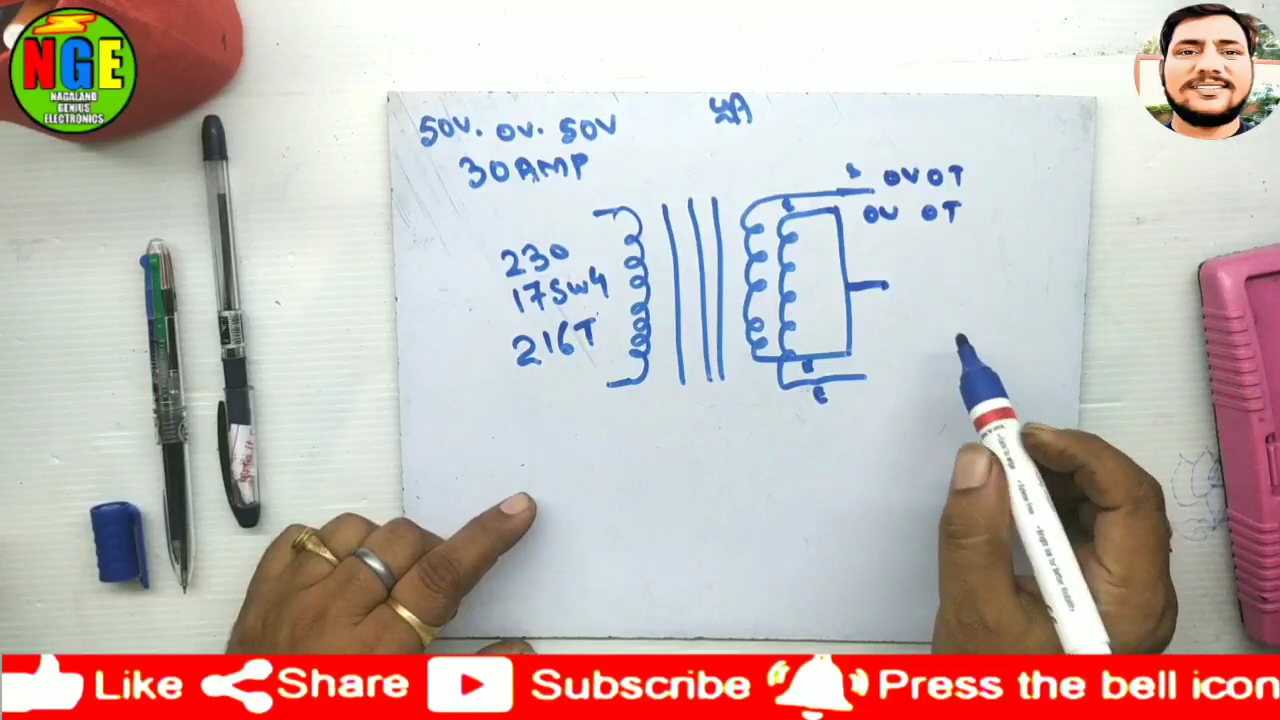 NGE
NAGALAND
GENIUS
ELECTRONICS
50V. 0V. 50V
30AMP
230
17SW4
216T
0V 0T
0V 0T
Like Share Subscribe Press the bell icon